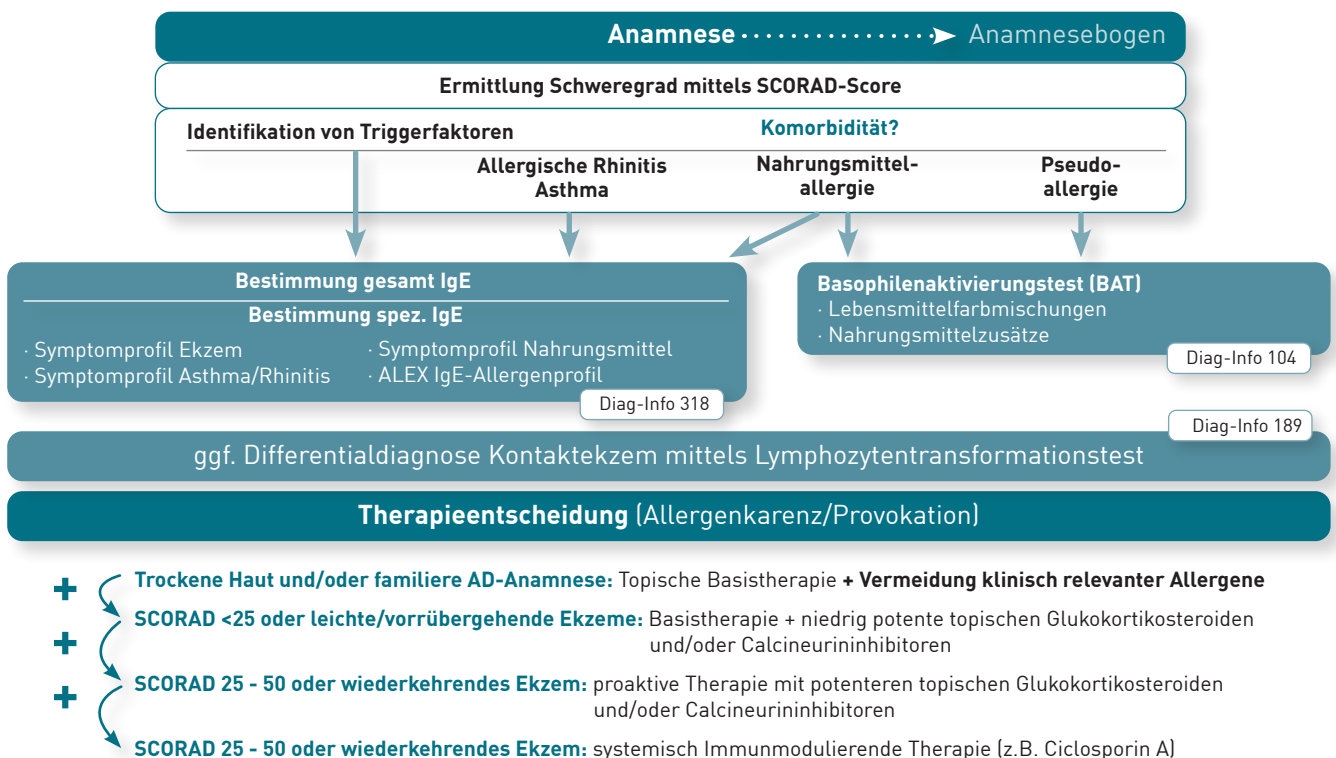 Anamnese ················▶ Anamnesebogen
Ermittlung Schweregrad mittels SCORAD-Score
Identifikation von Triggerfaktoren
Komorbidität?
Allergische Rhinitis
Asthma
Nahrungsmittel-
allergie
Pseudo-
allergie
Bestimmung gesamt IgE
Bestimmung spez. IgE
· Symptomprofil Ekzem
· Symptomprofil Asthma/Rhinitis
· Symptomprofil Nahrungsmittel
· ALEX IgE-Allergenprofil
Diag-Info 318
Basophilenaktivierungstest (BAT)
· Lebensmittelfarbmischungen
· Nahrungsmittelzusätze
Diag-Info 104
Diag-Info 189
ggf. Differentialdiagnose Kontaktekzem mittels Lymphozytentransformationstest
Therapieentscheidung (Allergenkarenz/Provokation)
+ Trockene Haut und/oder familiere AD-Anamnese: Topische Basistherapie + Vermeidung klinisch relevanter Allergene
+ SCORAD <25 oder leichte/vorrübergehende Ekzeme: Basistherapie + niedrig potente topischen Glukokortikosteroiden
und/oder Calcineurininhibitoren
+ SCORAD 25 - 50 oder wiederkehrendes Ekzem: proaktive Therapie mit potenteren topischen Glukokortikosteroiden
und/oder Calcineurininhibitoren
SCORAD 25 - 50 oder wiederkehrendes Ekzem: systemisch Immunmodulierende Therapie (z.B. Ciclosporin A)